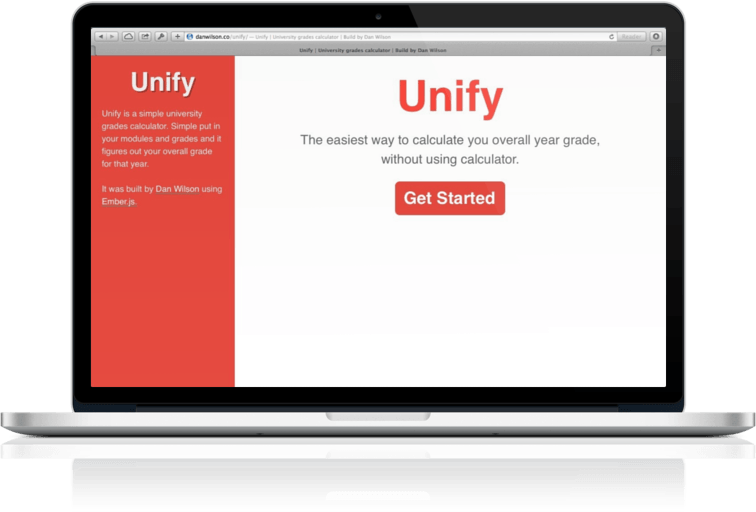 danwilson.co/unify/ — Unify | University grades calculator | Build by Dan Wilson
Reader
Unify | University grades calculator | Build by Dan Wilson
Unify
Unify is a simple university
grades calculator. Simple put in
your modules and grades and it
figures out your overall grade
for that year.
It was built by Dan Wilson using
Ember.js.
Unify
The easiest way to calculate you overall year grade,
without using calculator.
Get Started